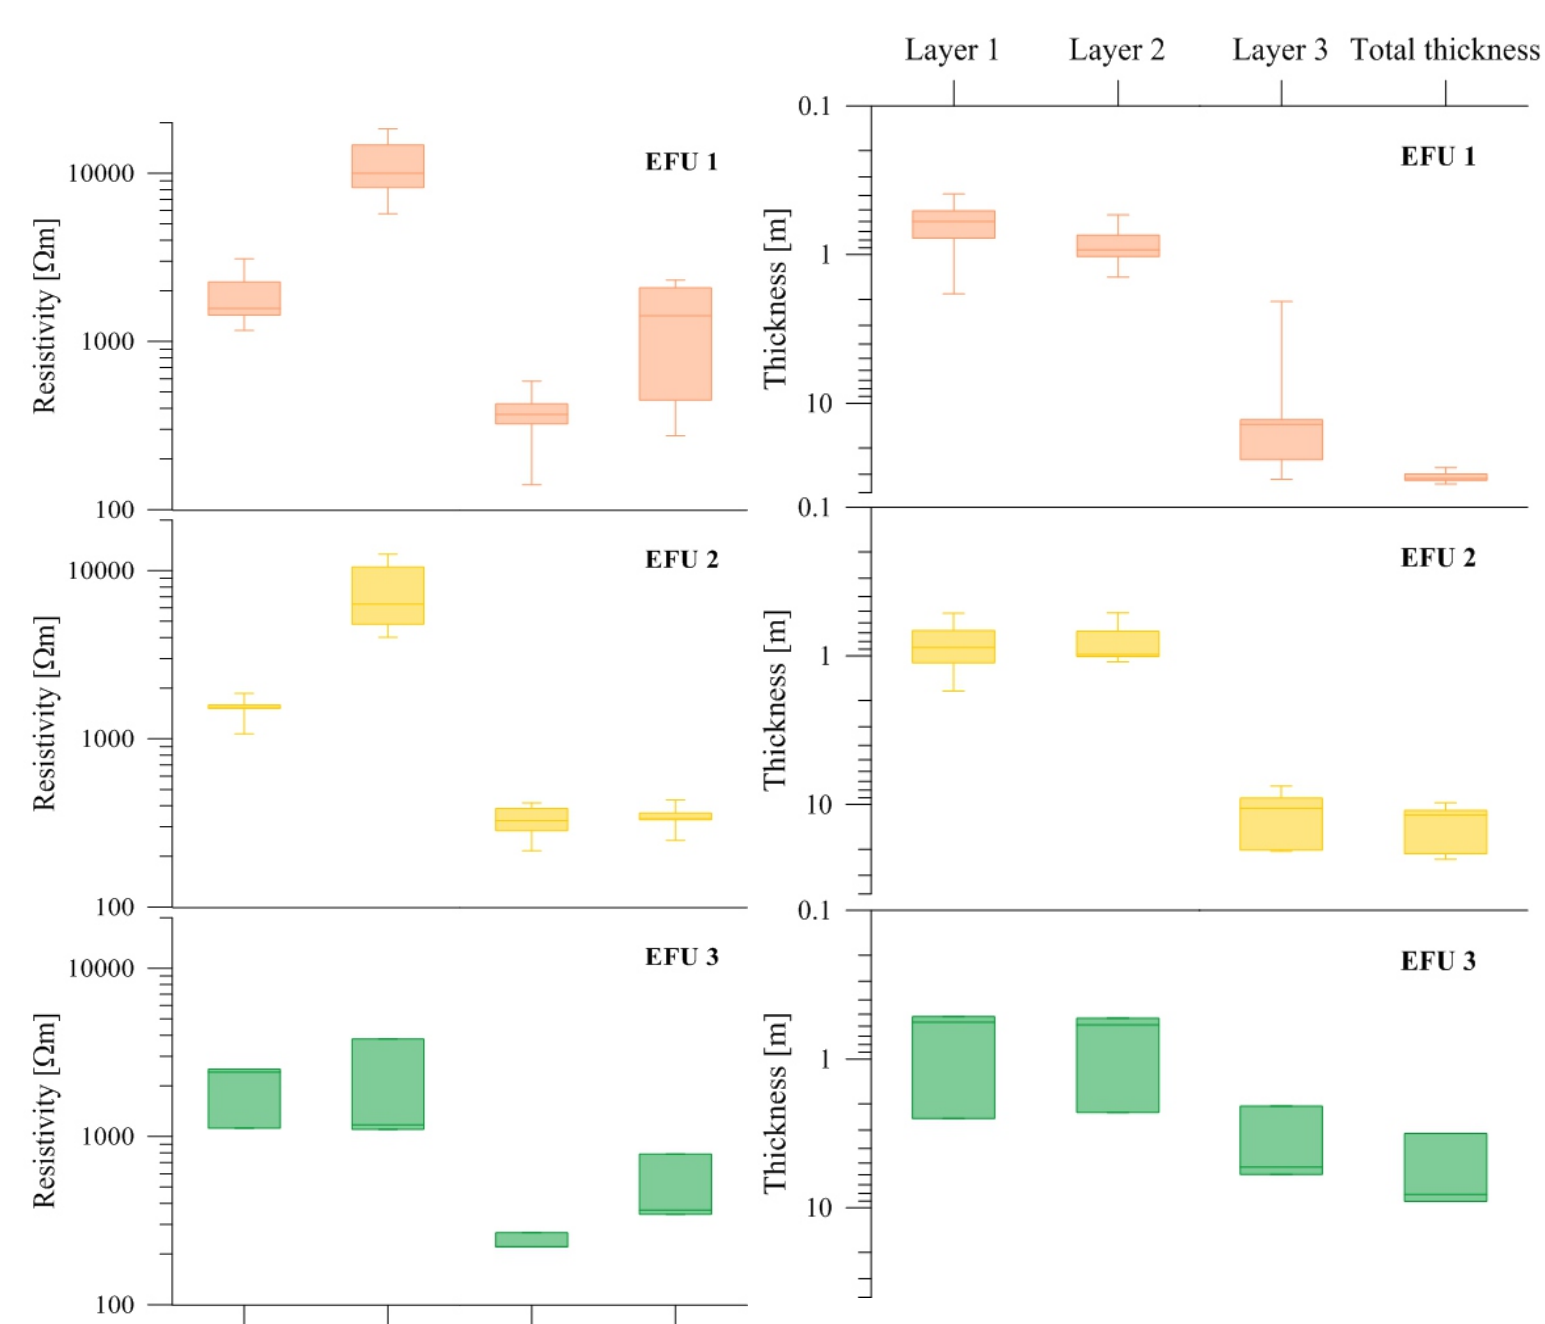 Layer 1 Layer 2 Layer 3 Total thickness
Resistivity [Ωm]
10000
1000
100
EFU 1
Thickness [m]
0.1
1
10
EFU 1
Resistivity [Ωm]
10000
1000
100
EFU 2
Thickness [m]
0.1
1
10
EFU 2
Resistivity [Ωm]
10000
1000
100
EFU 3
Thickness [m]
0.1
1
10
EFU 3